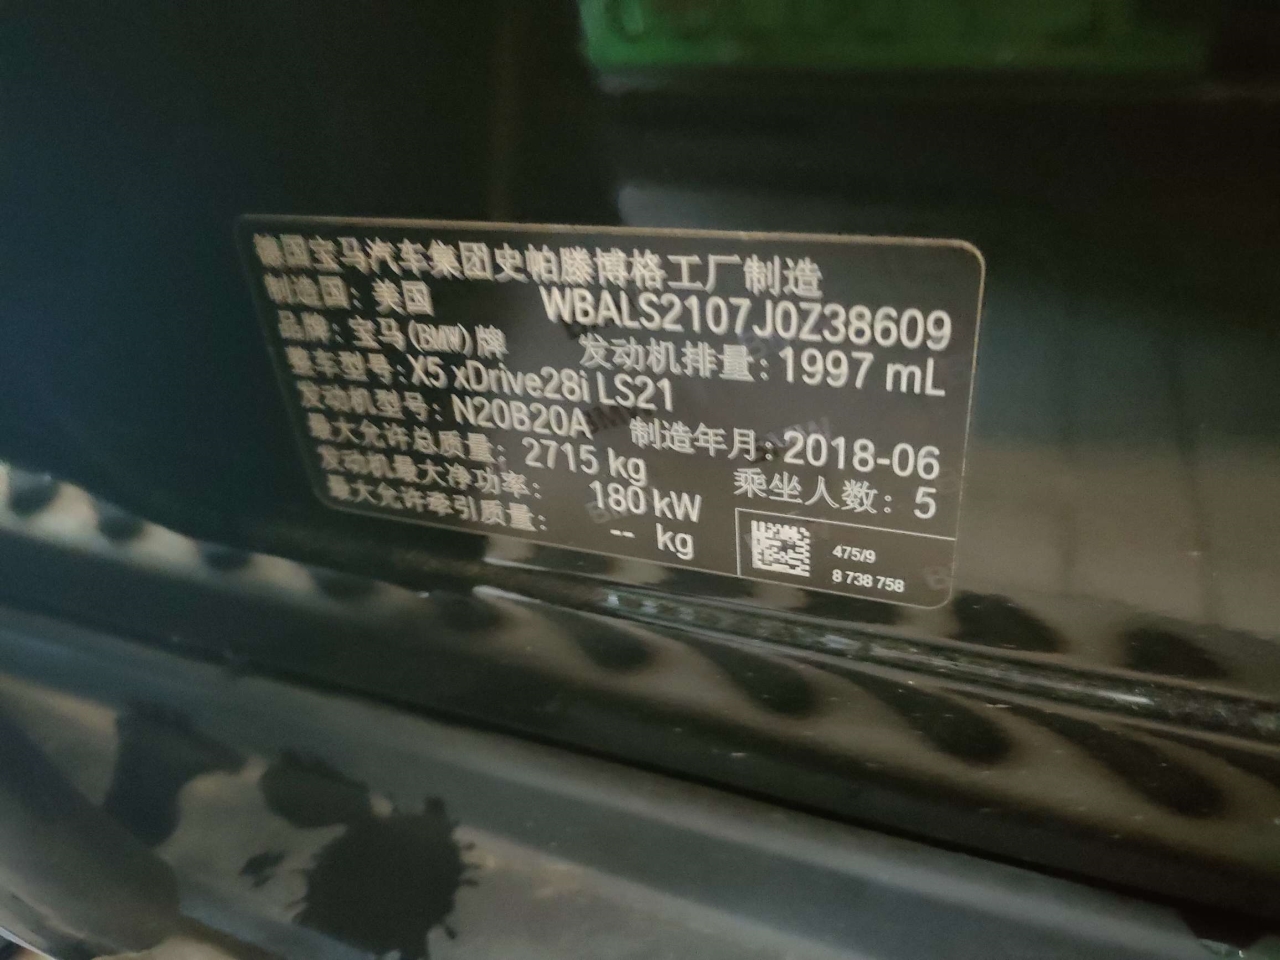 德国宝马汽车集团史帕滕博格工厂制造
制造国：美国 WBALS2107J0Z38609
品牌：宝马(BMW)牌 发动机排量：1997 mL
整车型号：X5 xDrive28i LS21
发动机型号：N20B20A 制造年月：2018-06
最大允许总质量：2715 kg 乘坐人数：5
发动机最大净功率：180 kW
最大允许牵引质量：-- kg
475/9
8 738 758